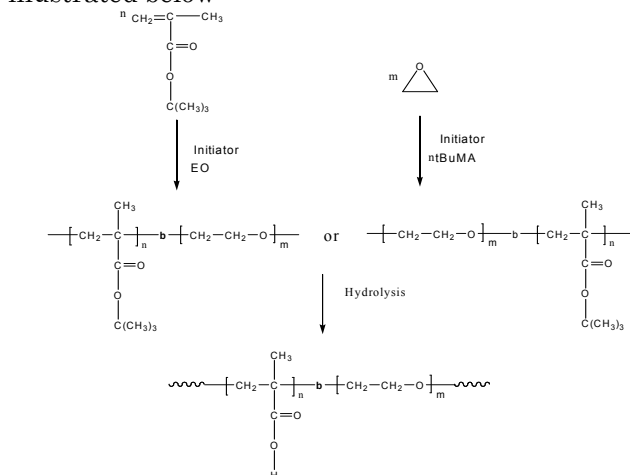 illustrated below
n CH2=C—CH3
C=O
O
C(CH3)3
m O
Initiator
EO
Initiator
ntBuMA
CH3
—[CH2—C—]n—b—[CH2—CH2—O—]m—
C=O
O
C(CH3)3
or
—[CH2—CH2—O—]m—b—[CH2—C—]n—
CH3
C=O
O
C(CH3)3
Hydrolysis
CH3
[CH2—C—]n—b—[CH2—CH2—O—]m
C=O
O
H